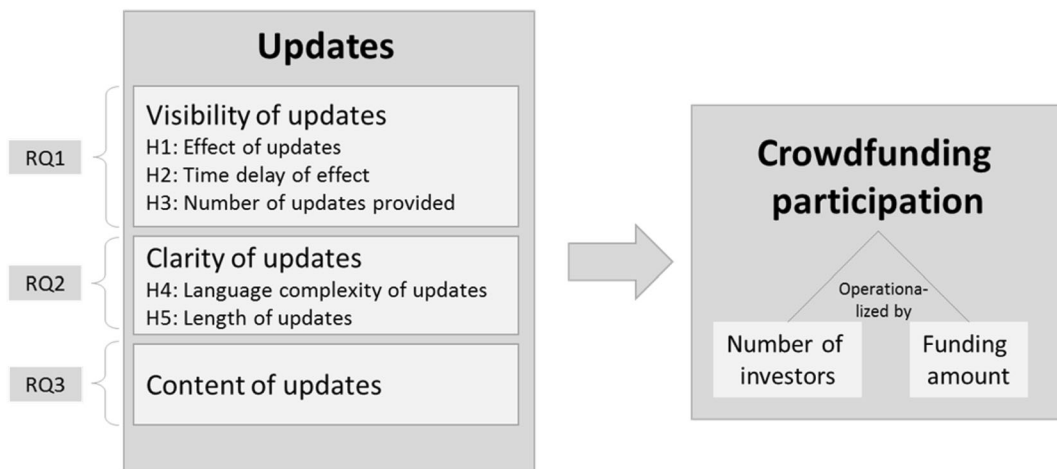 Updates
RQ1
Visibility of updates
H1: Effect of updates
H2: Time delay of effect
H3: Number of updates provided
RQ2
Clarity of updates
H4: Language complexity of updates
H5: Length of updates
RQ3
Content of updates
Crowdfunding
participation
Operationa-
lized by
Number of
investors
Funding
amount